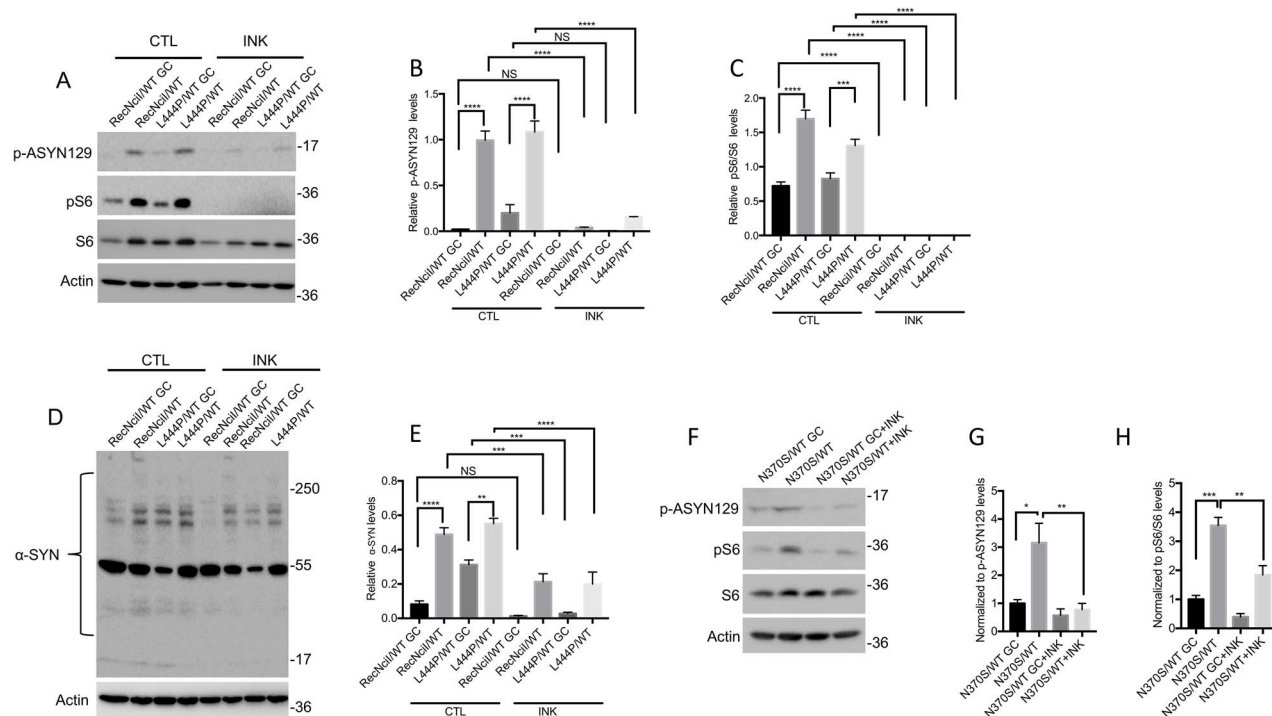 A
CTL
INK
RecNcil/WT GC
RecNcil/WT
L444P/WT GC
L444P/WT
RecNcil/WT GC
RecNcil/WT
L444P/WT GC
L444P/WT
p-ASYN129
-17
pS6
-36
S6
-36
Actin
-36
B
Relative p-ASYN129 levels
1.5
1.0
0.5
0.0
****
****
NS
****
NS
****
RecNcil/WT GC
RecNcil/WT
L444P/WT GC
L444P/WT
RecNcil/WT GC
RecNcil/WT
L444P/WT GC
L444P/WT
CTL
INK
C
Relative pS6/S6 levels
2.0
1.5
1.0
0.5
0.0
****
***
****
****
****
****
RecNcil/WT GC
RecNcil/WT
L444P/WT GC
L444P/WT
RecNcil/WT GC
RecNcil/WT
L444P/WT GC
L444P/WT
CTL
INK
D
CTL
INK
RecNcil/WT GC
RecNcil/WT
L444P/WT GC
L444P/WT
RecNcil/WT GC
RecNcil/WT
RecNcil/WT GC
L444P/WT
α-SYN
-250
-55
-17
Actin
-36
E
Relative α-SYN levels
0.8
0.6
0.4
0.2
0.0
****
**
NS
***
***
****
RecNcil/WT GC
RecNcil/WT
L444P/WT GC
L444P/WT
RecNcil/WT GC
RecNcil/WT
L444P/WT GC
L444P/WT
CTL
INK
F
N370S/WT GC
N370S/WT
N370S/WT GC+INK
N370S/WT+INK
p-ASYN129
-17
pS6
-36
S6
-36
Actin
-36
G
Normalized to p-ASYN129 levels
5
4
3
2
1
0
*
**
N370S/WT GC
N370S/WT
N370S/WT GC+INK
N370S/WT+INK
H
Normalized to pS6/S6 levels
5
4
3
2
1
0
***
**
N370S/WT GC
N370S/WT
N370S/WT GC+INK
N370S/WT+INK